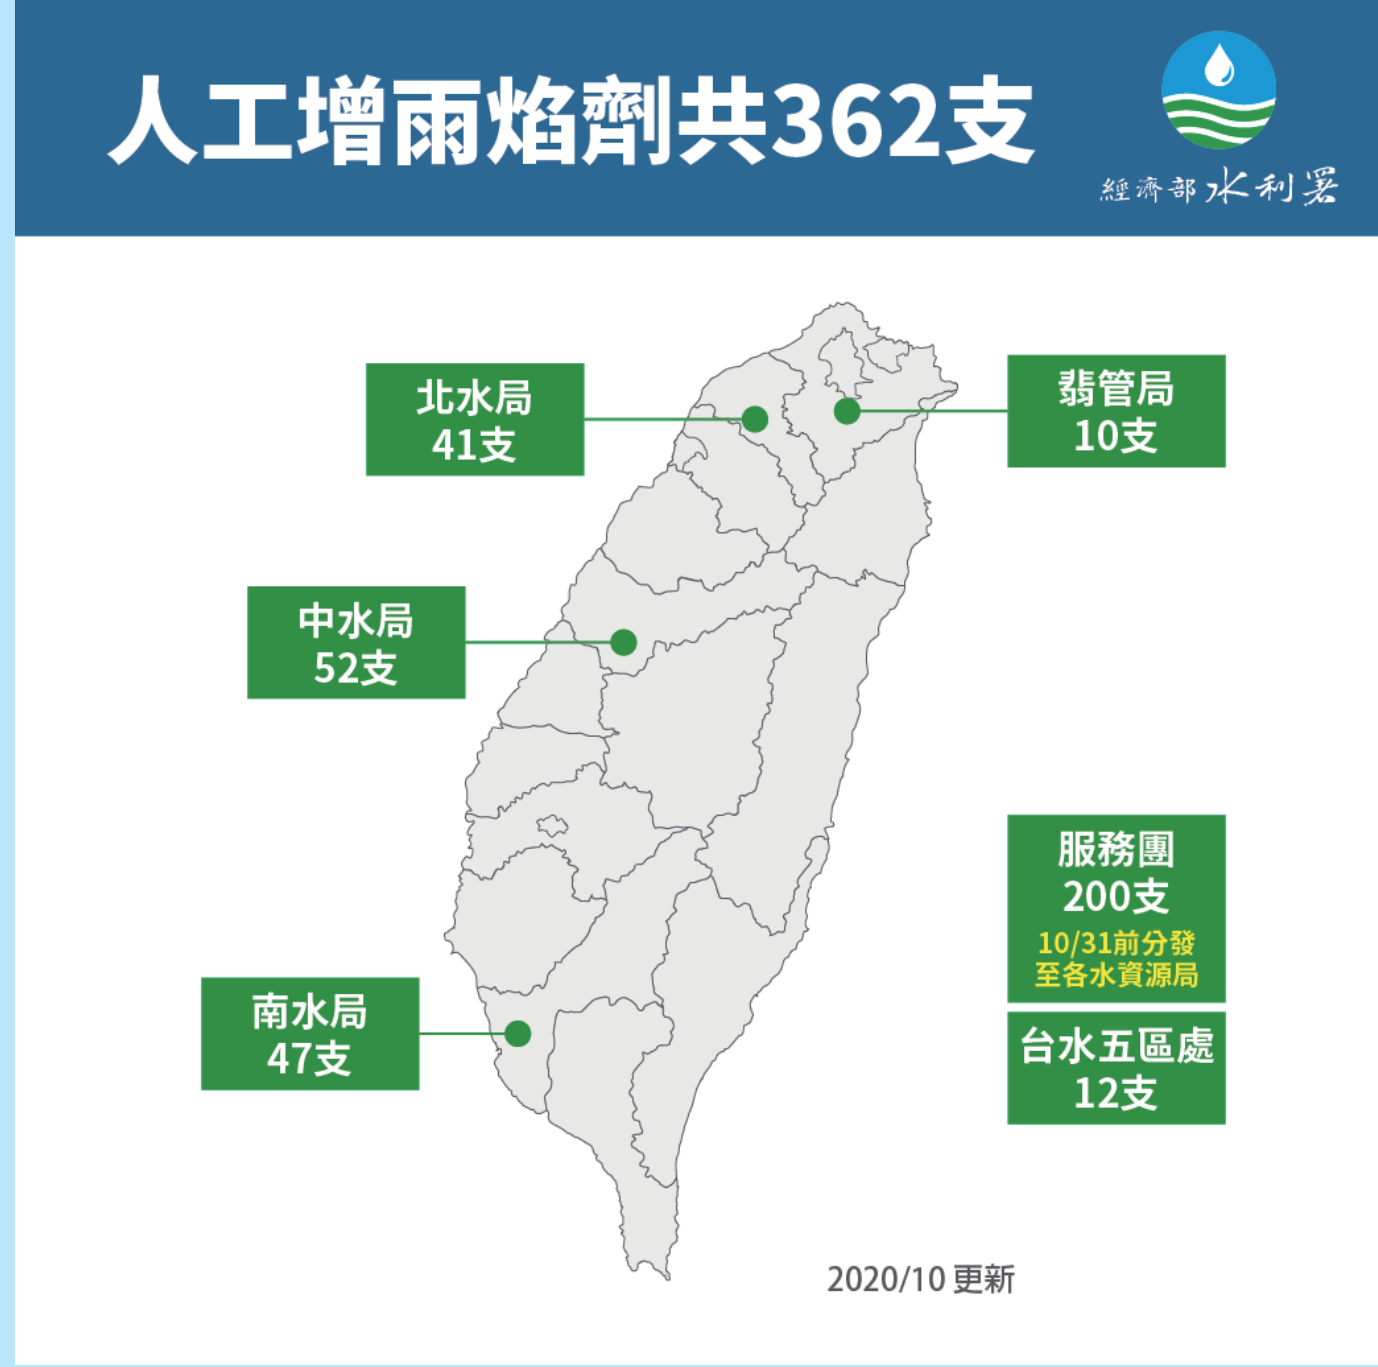 人工增雨焰劑共362支
經濟部水利署
北水局
41支
翡管局
10支
中水局
52支
服務團
200支
10/31前分發
至各水資源局
南水局
47支
台水五區處
12支
2020/10 更新